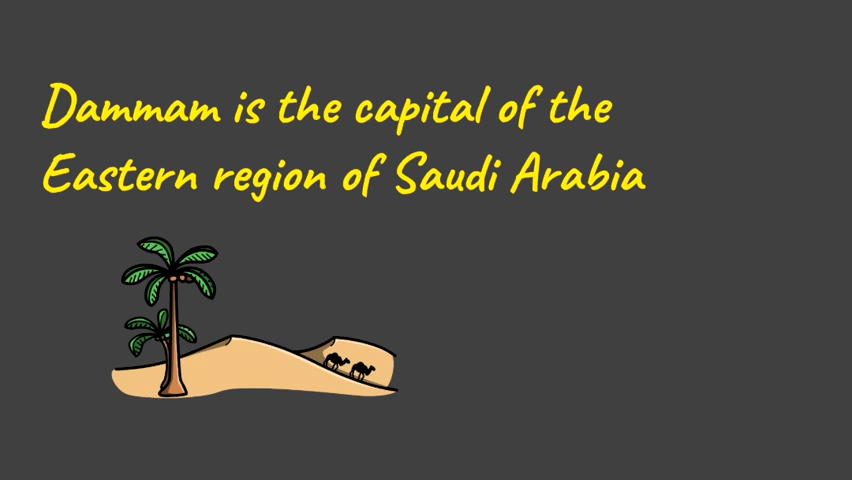 Dammam is the capital of the
Eastern region of Saudi Arabia